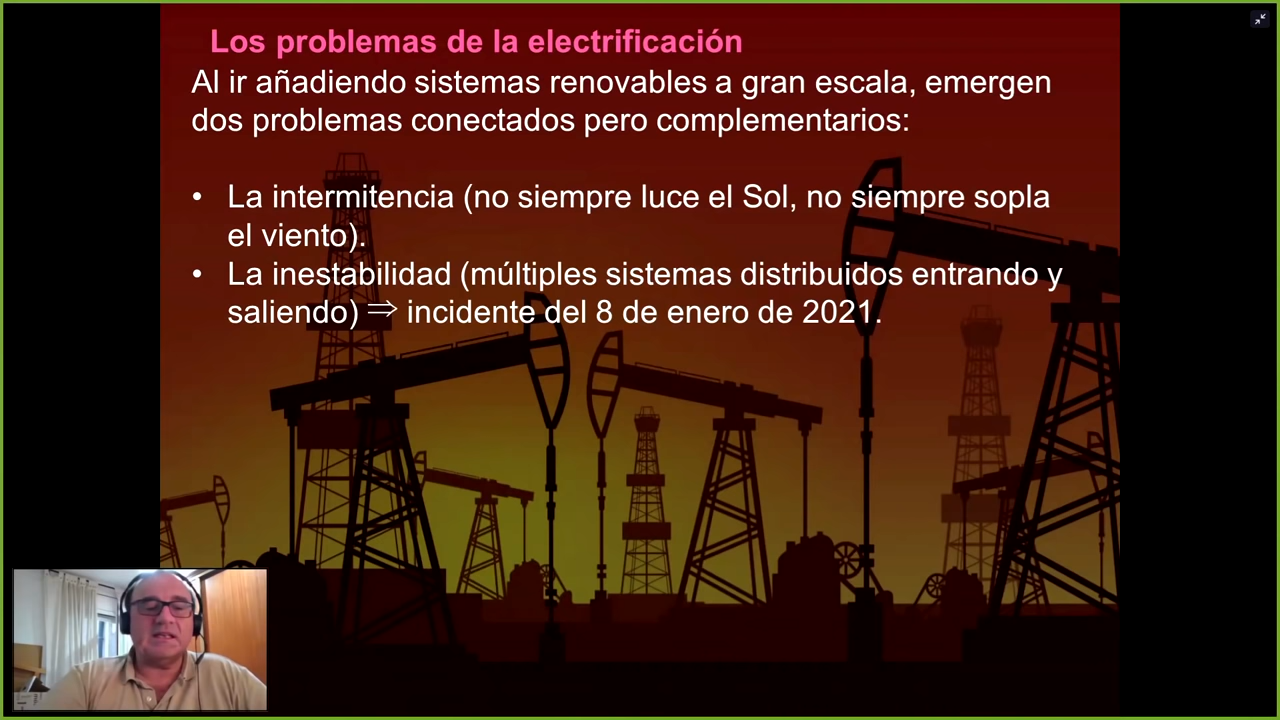 Los problemas de la electrificación
Al ir añadiendo sistemas renovables a gran escala, emergen
dos problemas conectados pero complementarios:
• La intermitencia (no siempre luce el Sol, no siempre sopla
el viento).
• La inestabilidad (múltiples sistemas distribuidos entrando y
saliendo) ⇒ incidente del 8 de enero de 2021.